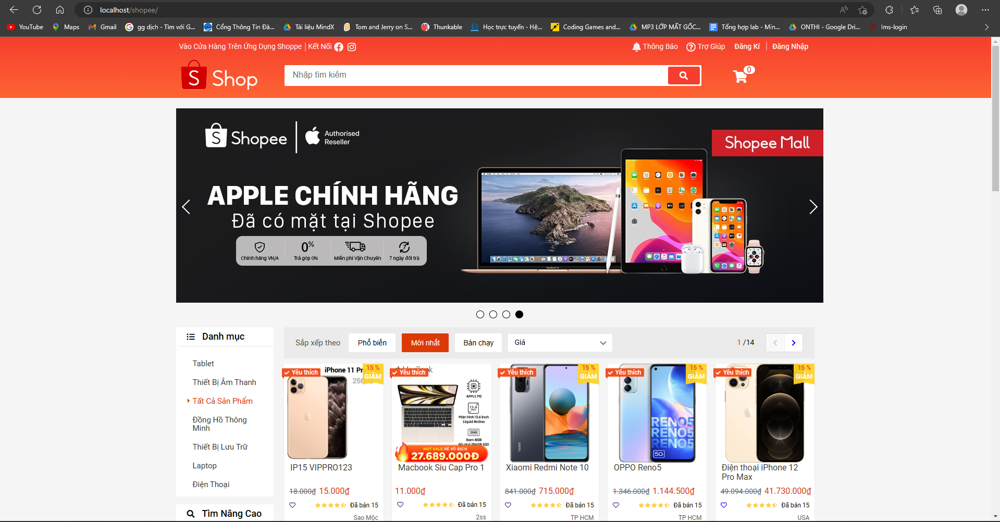 localhost/shopee/
YouTube
Maps
Gmail
gg dịch - Tìm với G...
Cổng Thông Tin Đà...
Tài liệu MindX
Tom and Jerry on S...
Thunkable
Học trực tuyến - Hệ...
Coding Games and...
MP3 LỚP MẤT GỐC...
Tổng hợp lab - Min...
ONTHI - Google Dri...
lms-login
Vào Cửa Hàng Trên Ứng Dụng Shoppe | Kết Nối
Thông Báo
Trợ Giúp
Đăng Kí
Đăng Nhập
S Shop
Nhập tìm kiếm
0
S Shopee
Authorised
Reseller
Shopee Mall
APPLE CHÍNH HÃNG
Đã có mặt tại Shopee
Chính hãng VN/A
0%
Trả góp 0%
Miễn phí Vận Chuyển
7
7 ngày đổi trả
MacBook Air
Danh mục
Tablet
Thiết Bị Âm Thanh
Tất Cả Sản Phẩm
Đồng Hồ Thông
Minh
Thiết Bị Lưu Trữ
Laptop
Điện Thoại
Tìm Nâng Cao
Sắp xếp theo
Phổ biến
Mới nhất
Bán chạy
Giá
1 /14
Yêu thích
iPhone 11 Pr
256
15 %
GIẢM
IP15 VIPPRO123
18.000₫ 15.000₫
Đã bán 15
Sao Mộc
Yêu thích
MacBook
APPLE M2
13.6 inch
Màn hình 13.6 inch
Liquid Retina
256GB
Ram 8GB
Bộ nhớ 256GB SSD
HOT SALE RẺ VÔ ĐỊCH
27.689.000Đ
Macbook Siu Cap Pro 1
11.000₫
Đã bán 15
2ss
Yêu thích
15 %
GIẢM
Redmi
Xiaomi Redmi Note 10
841.000₫ 715.000₫
Đã bán 15
TP HCM
Yêu thích
15 %
GIẢM
RENO5
RENO5
RENO5
5G
OPPO Reno5
1.346.000₫ 1.144.500₫
Đã bán 15
TP HCM
Yêu thích
15 %
GIẢM
Điện thoại iPhone 12
Pro Max
49.094.000₫ 41.730.000₫
Đã bán 15
USA